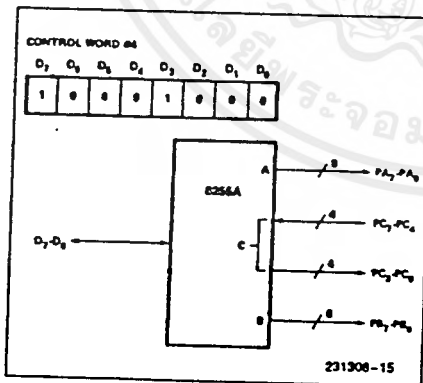 CONTROL WORD #4
D7 D6 D5 D4 D3 D2 D1 D0
1 0 0 0 1 0 0 0
A
8 PA7-PA0
8255A
4 PC7-PC4
D7-D0
C
4 PC3-PC0
B
8 PB7-PB0
231308-15